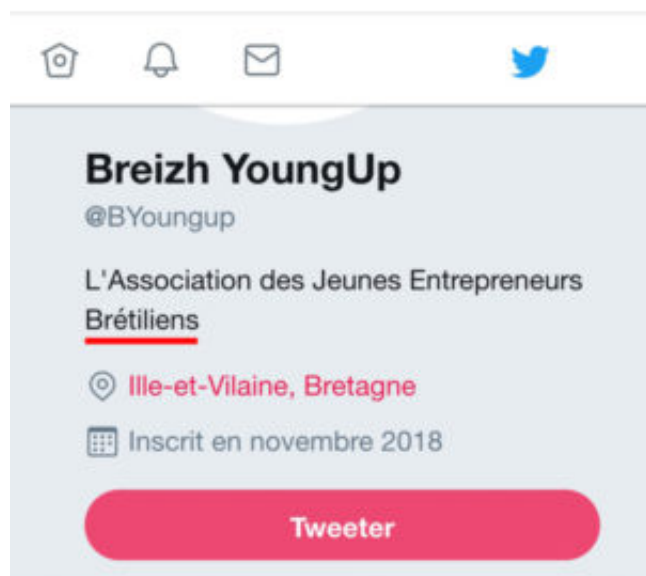 Breizh YoungUp
@BYoungup
L'Association des Jeunes Entrepreneurs
Brétiliens
Ille-et-Vilaine, Bretagne
Inscrit en novembre 2018
Tweeter